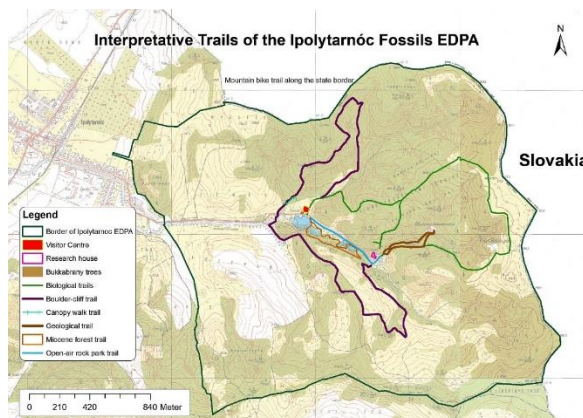 Interpretative Trails of the Ipolytarnóc Fossils EDPA
N
Mountain bike trail along the state border
Ipolytarnóc
Slovakia
4
Legend
Border of Ipolytarnoc EDPA
Visitor Centre
Research house
Bukkabrany trees
Biological trails
Boulder-cliff trail
Canopy walk trail
Geological trail
Miocene forest trail
Open-air rock park trail
0 210 420 840 Meter